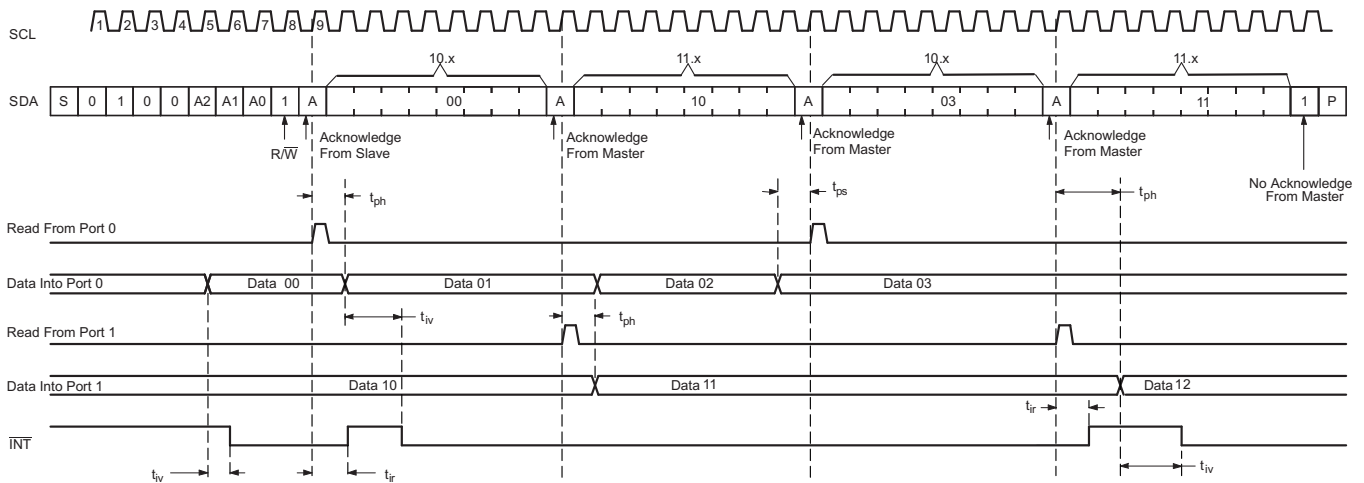 SCL
1 2 3 4 5 6 7 8 9
I0.x I1.x I0.x I1.x
SDA S 0 1 0 0 A2 A1 A0 1 A 00 A 10 A 03 A 11 1 P
R/W
Acknowledge
From Slave
Acknowledge
From Master
Acknowledge
From Master
Acknowledge
From Master
No Acknowledge
From Master
tph
tps
tph
Read From Port 0
Data Into Port 0 Data 00 Data 01 Data 02 Data 03
tiv
tph
Read From Port 1
Data Into Port 1 Data 10 Data 11 Data 12
tir
INT
tiv
tir
tiv